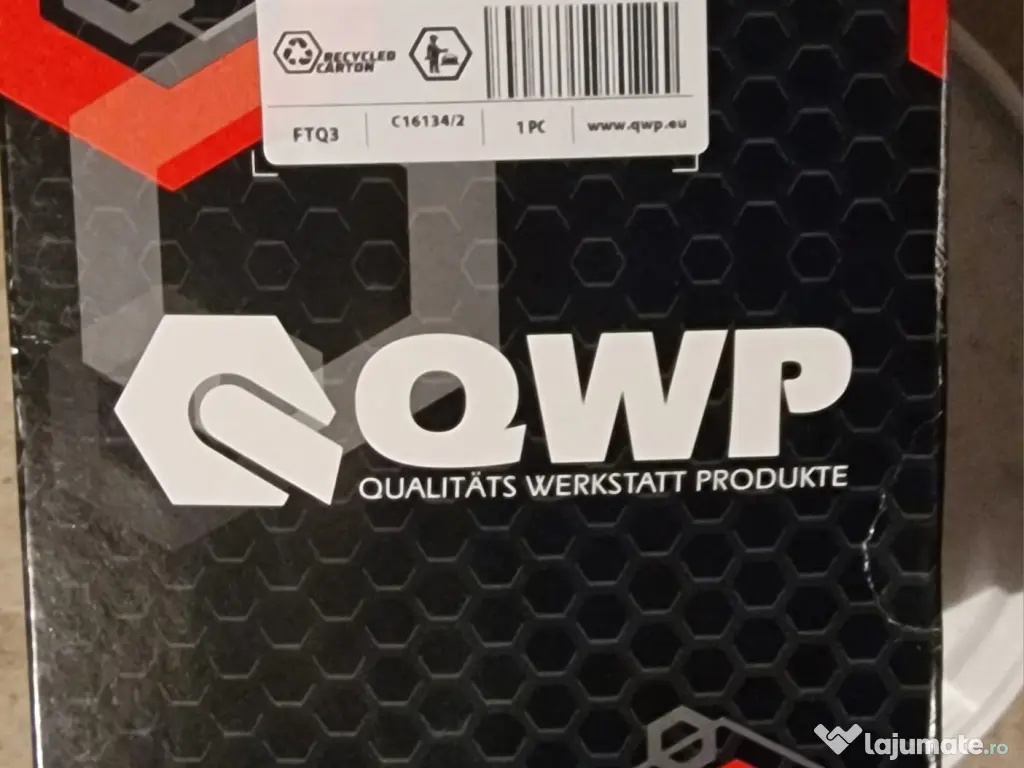 RECYCLED
CARTON
FTQ3
C16134/2
1 PC
www.qwp.eu
QWP
QUALITÄTS WERKSTATT PRODUKTE
lajumate.ro